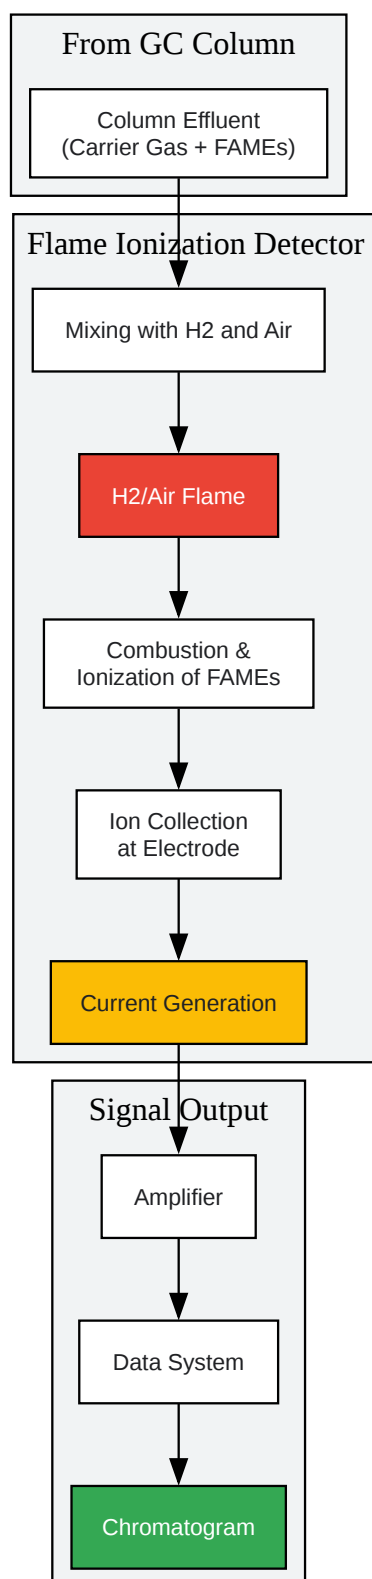 From GC Column
Column Effluent
(Carrier Gas + FAMEs)
Flame Ionization Detector
Mixing with H2 and Air
H2/Air Flame
Combustion &
Ionization of FAMEs
Ion Collection
at Electrode
Current Generation
Signal Output
Amplifier
Data System
Chromatogram